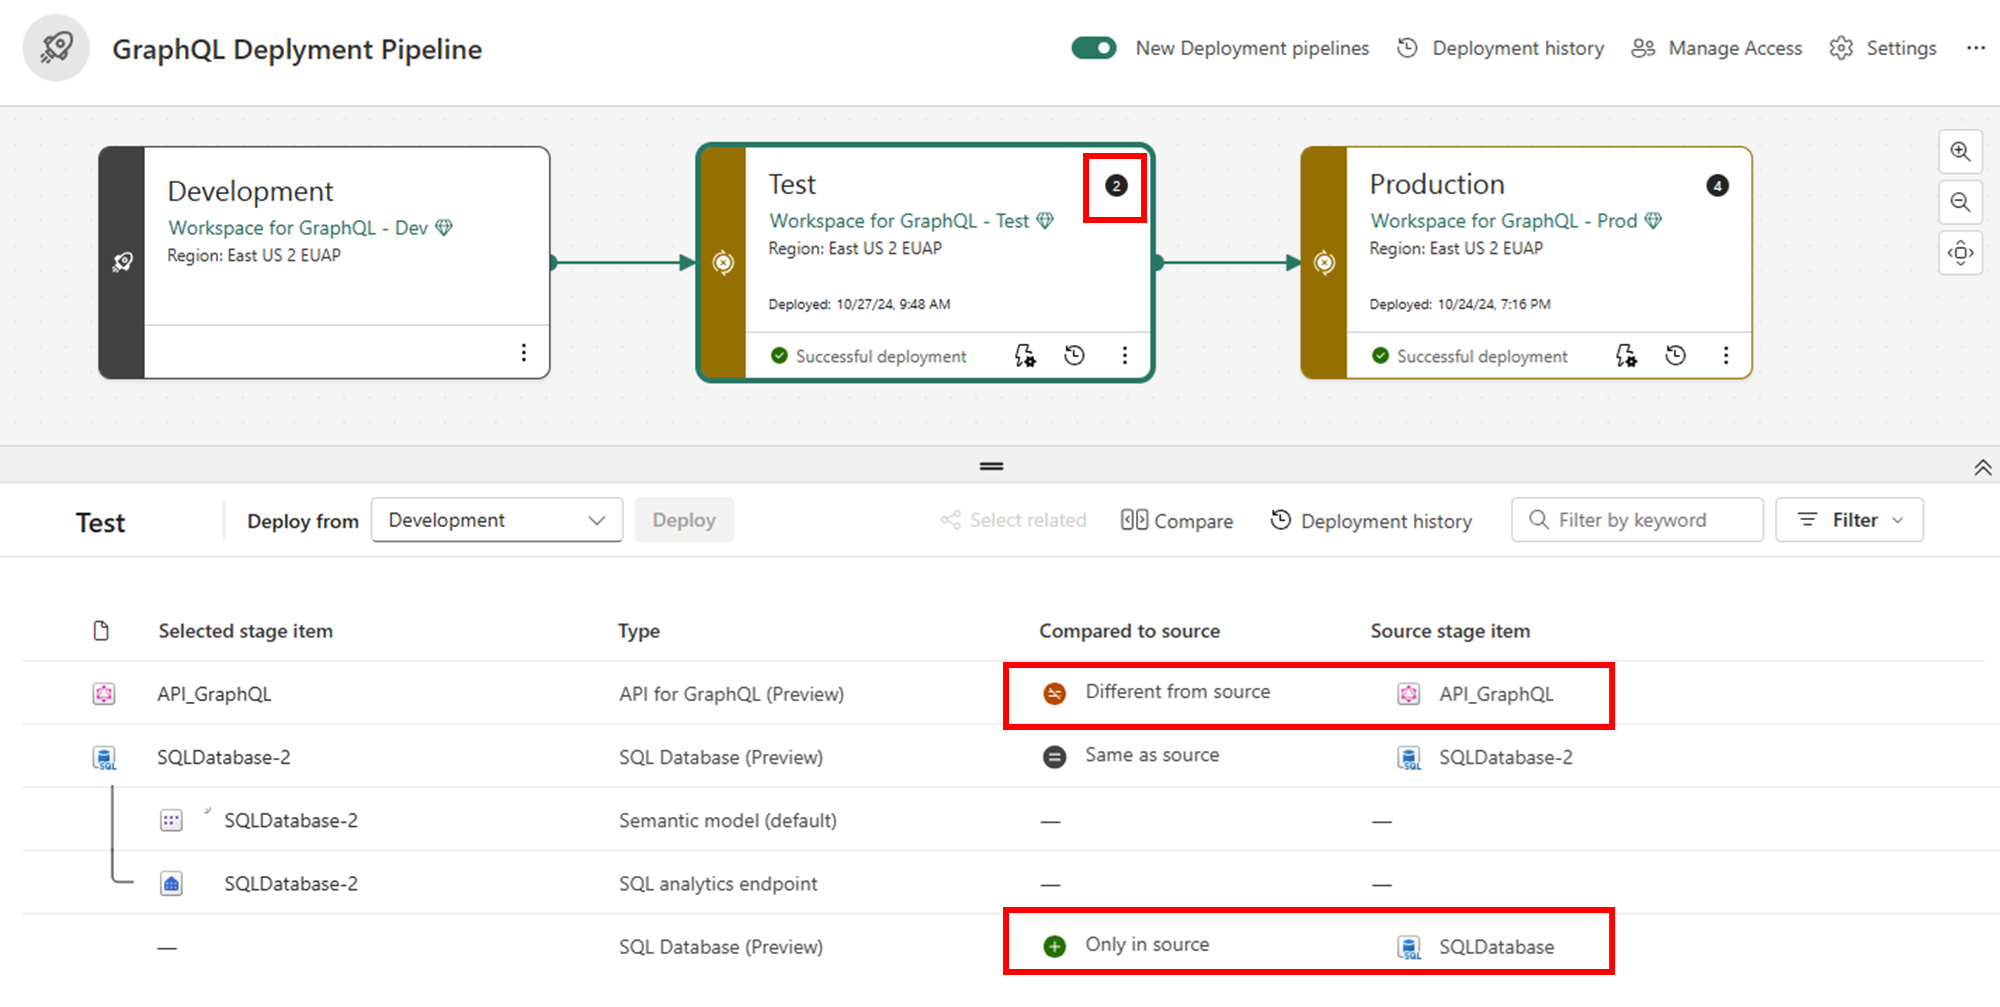 GraphQL Deplyment Pipeline
New Deployment pipelines
Deployment history
Manage Access
Settings
Development
Workspace for GraphQL - Dev
Region: East US 2 EUAP
Test
2
Workspace for GraphQL - Test
Region: East US 2 EUAP
Deployed: 10/27/24, 9:48 AM
Successful deployment
Production
4
Workspace for GraphQL - Prod
Region: East US 2 EUAP
Deployed: 10/24/24, 7:16 PM
Successful deployment
Test
Deploy from
Development
Deploy
Select related
Compare
Deployment history
Filter by keyword
Filter
Selected stage item Type Compared to source Source stage item
API_GraphQL API for GraphQL (Preview) Different from source API_GraphQL
SQLDatabase-2 SQL Database (Preview) Same as source SQLDatabase-2
SQLDatabase-2 Semantic model (default) — —
SQLDatabase-2 SQL analytics endpoint — —
— SQL Database (Preview) Only in source SQLDatabase